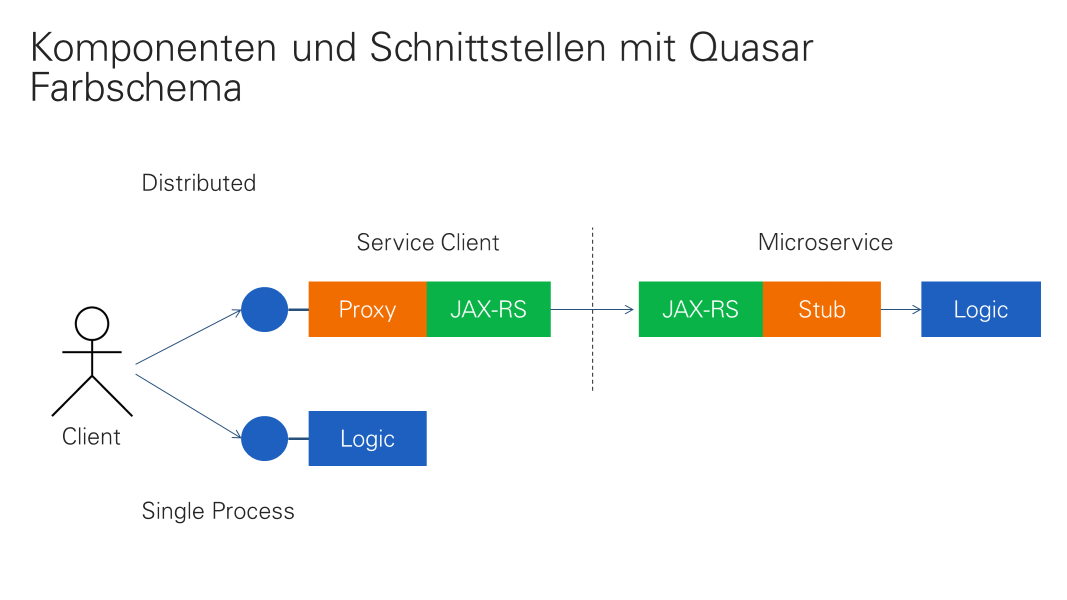 Komponenten und Schnittstellen mit Quasar
Farbschema
Distributed
Service Client
Microservice
Proxy
JAX-RS
JAX-RS
Stub
Logic
Client
Logic
Single Process